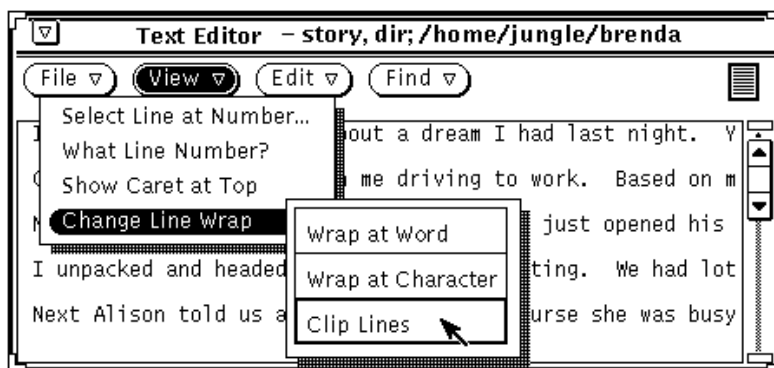 Text Editor – story, dir; /home/jungle/brenda
File View Edit Find
Select Line at Number...
What Line Number?
Show Caret at Top
Change Line Wrap
Wrap at Word
Wrap at Character
Clip Lines
I out a dream I had last night. Y
me driving to work. Based on m
just opened his
I unpacked and headed ting. We had lot
Next Alison told us a urse she was busy